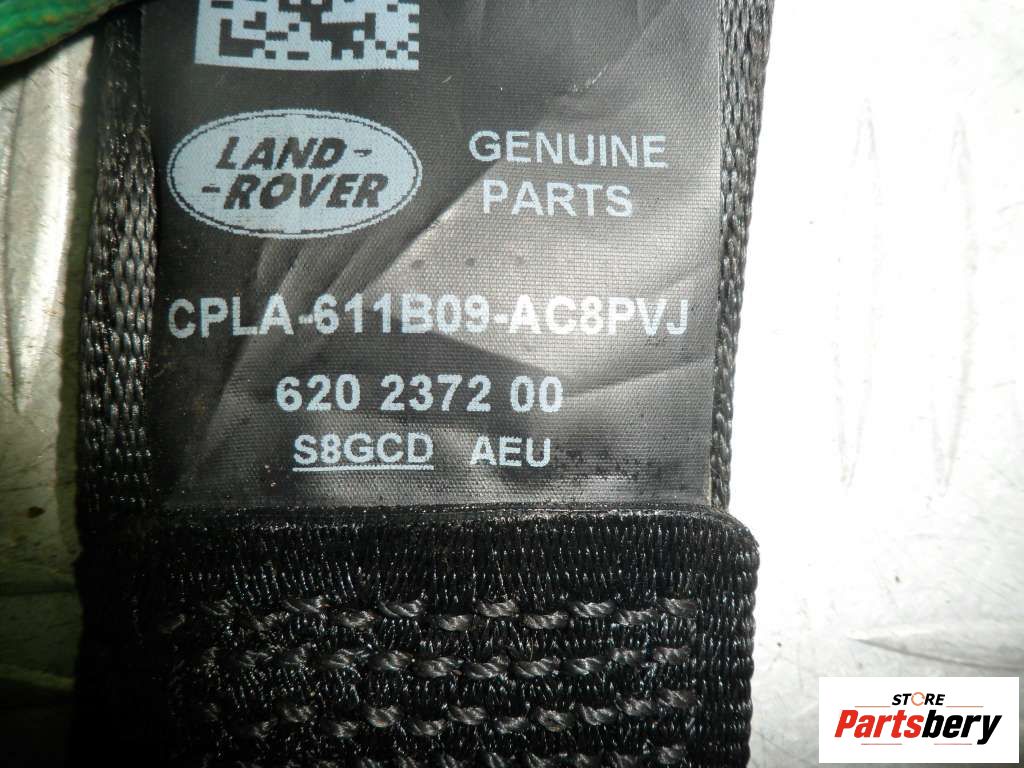 LAND-
-ROVER
GENUINE
PARTS
CPLA-611B09-AC8PVJ
620 2372 00
S8GCD AEU
STORE
Partsbery